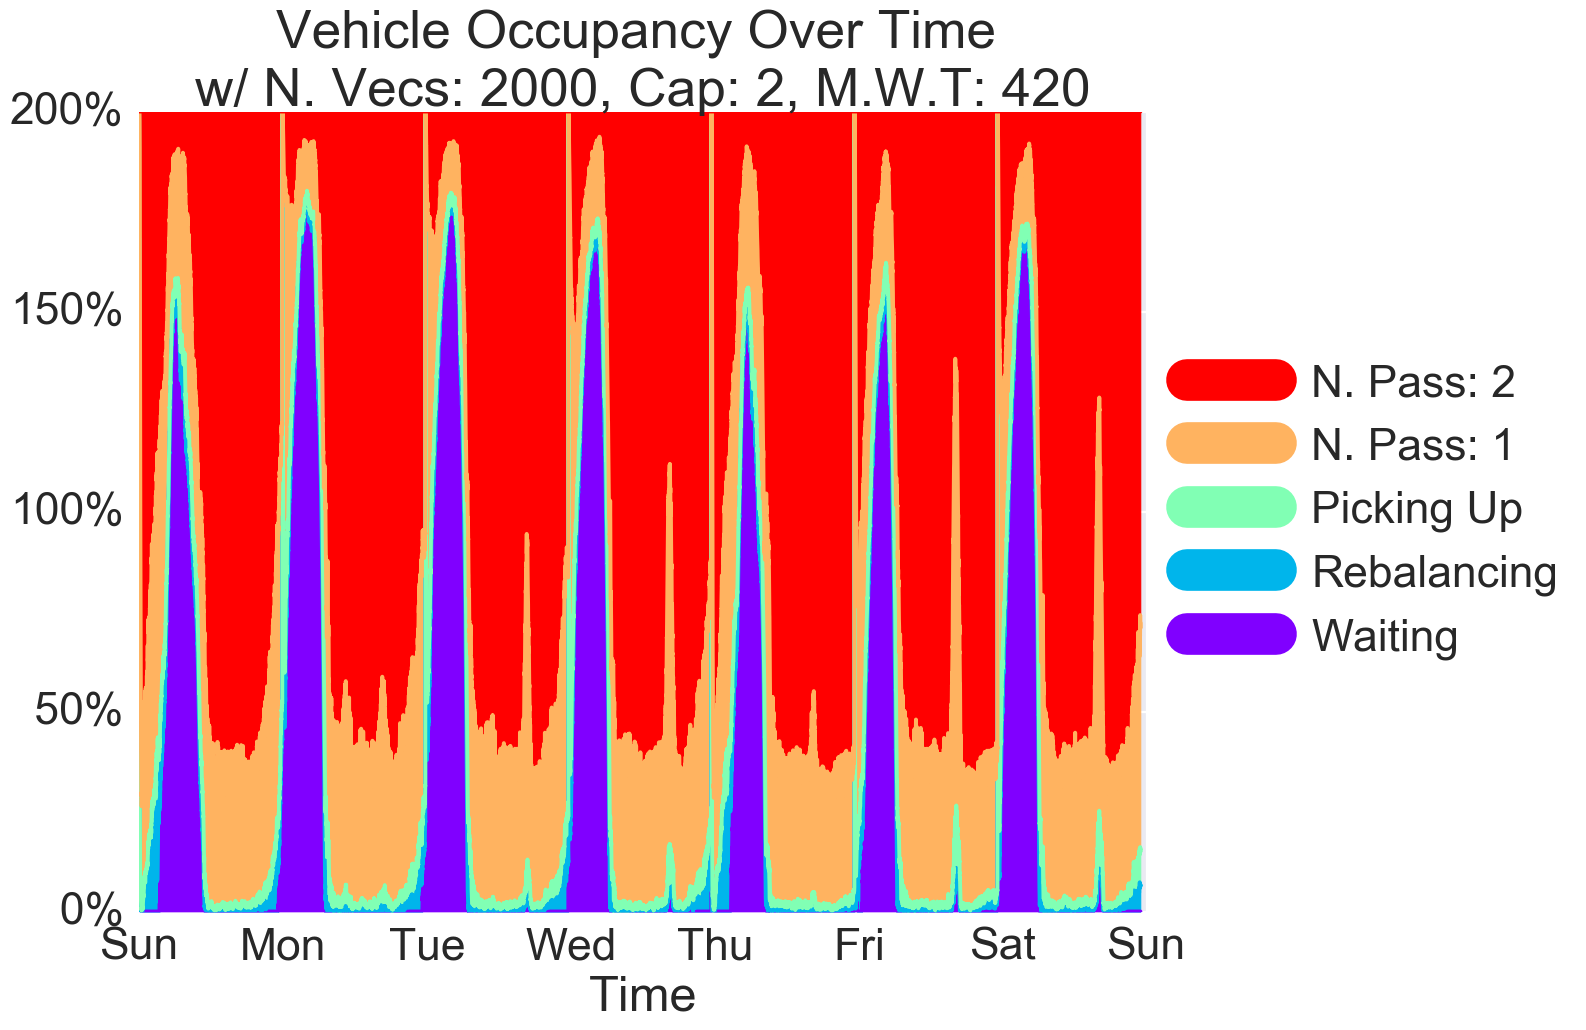 Vehicle Occupancy Over Time
w/ N. Vecs: 2000, Cap: 2, M.W.T: 420
200%
150%
100%
50%
0%
Sun Mon Tue Wed Thu Fri Sat Sun
Time
N. Pass: 2
N. Pass: 1
Picking Up
Rebalancing
Waiting